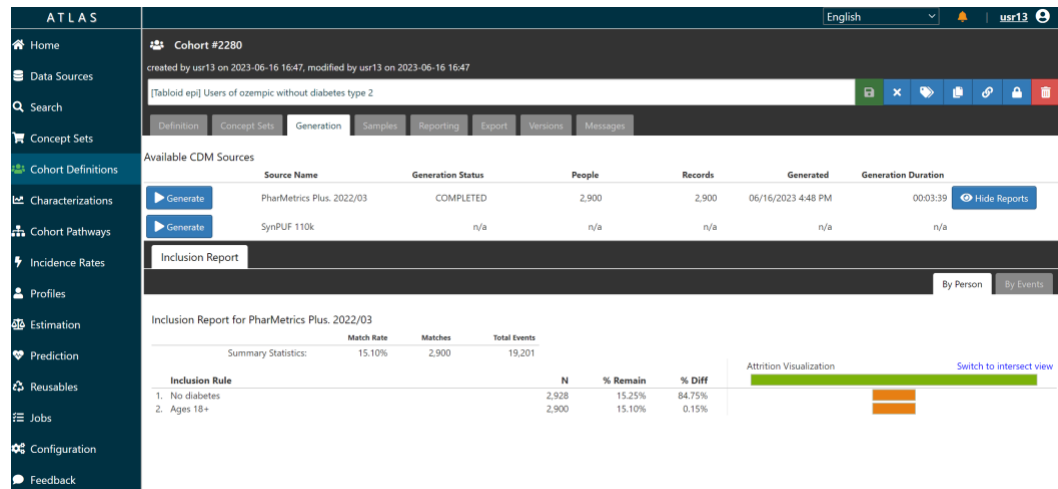 ATLAS
English
usr13
Home
Data Sources
Search
Concept Sets
Cohort Definitions
Characterizations
Cohort Pathways
Incidence Rates
Profiles
Estimation
Prediction
Reusables
Jobs
Configuration
Feedback
Cohort #2280
created by usr13 on 2023-06-16 16:47, modified by usr13 on 2023-06-16 16:47
[Tabloid epi] Users of ozempic without diabetes type 2
Definition Concept Sets Generation Samples Reporting Export Versions Messages
Available CDM Sources
Source Name Generation Status People Records Generated Generation Duration
Generate PharMetrics Plus. 2022/03 COMPLETED 2,900 2,900 06/16/2023 4:48 PM 00:03:39 Hide Reports
Generate SynPUF 110k n/a n/a n/a n/a n/a
Inclusion Report
By Person By Events
Inclusion Report for PharMetrics Plus. 2022/03
Match Rate Matches Total Events
Summary Statistics: 15.10% 2,900 19,201
Attrition Visualization Switch to intersect view
Inclusion Rule N % Remain % Diff
1. No diabetes 2,928 15.25% 84.75%
2. Ages 18+ 2,900 15.10% 0.15%